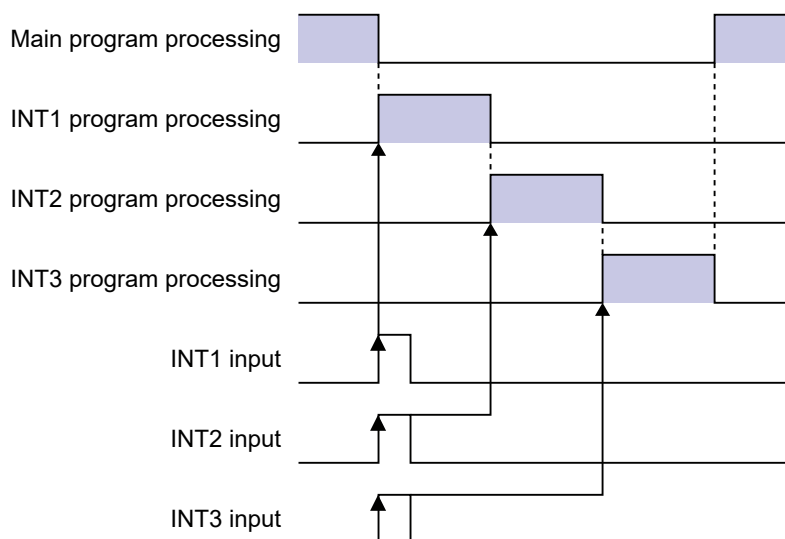 Main program processing
INT1 program processing
INT2 program processing
INT3 program processing
INT1 input
INT2 input
INT3 input